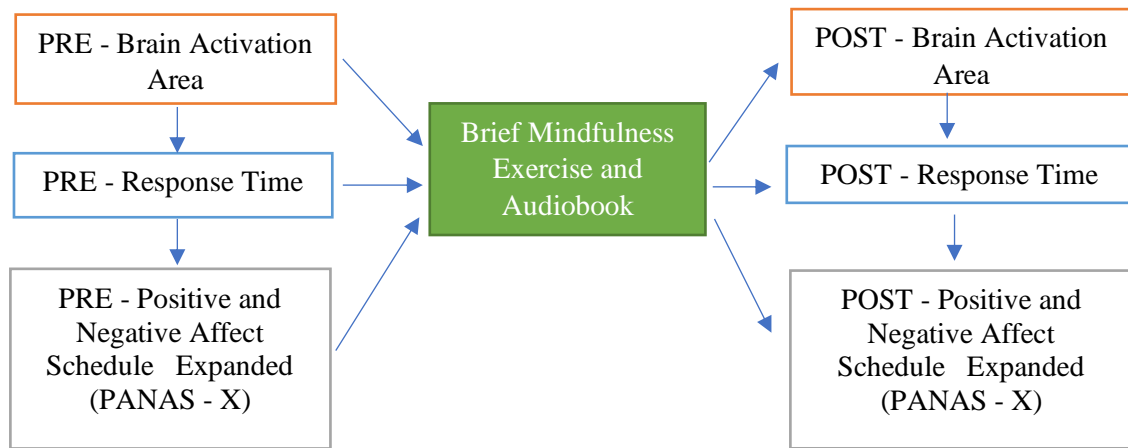 PRE - Brain Activation
Area
PRE - Response Time
PRE - Positive and
Negative Affect
Schedule Expanded
(PANAS - X)
Brief Mindfulness
Exercise and
Audiobook
POST - Brain Activation
Area
POST - Response Time
POST - Positive and
Negative Affect
Schedule Expanded
(PANAS - X)